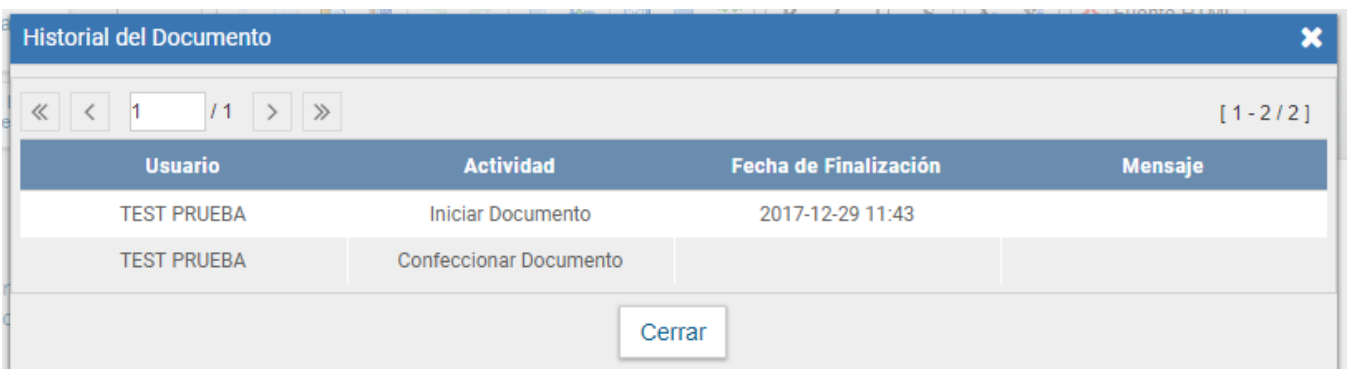 Historial del Documento
1 / 1 [ 1 - 2 / 2 ]
Usuario Actividad Fecha de Finalización Mensaje
TEST PRUEBA Iniciar Documento 2017-12-29 11:43
TEST PRUEBA Confeccionar Documento
Cerrar